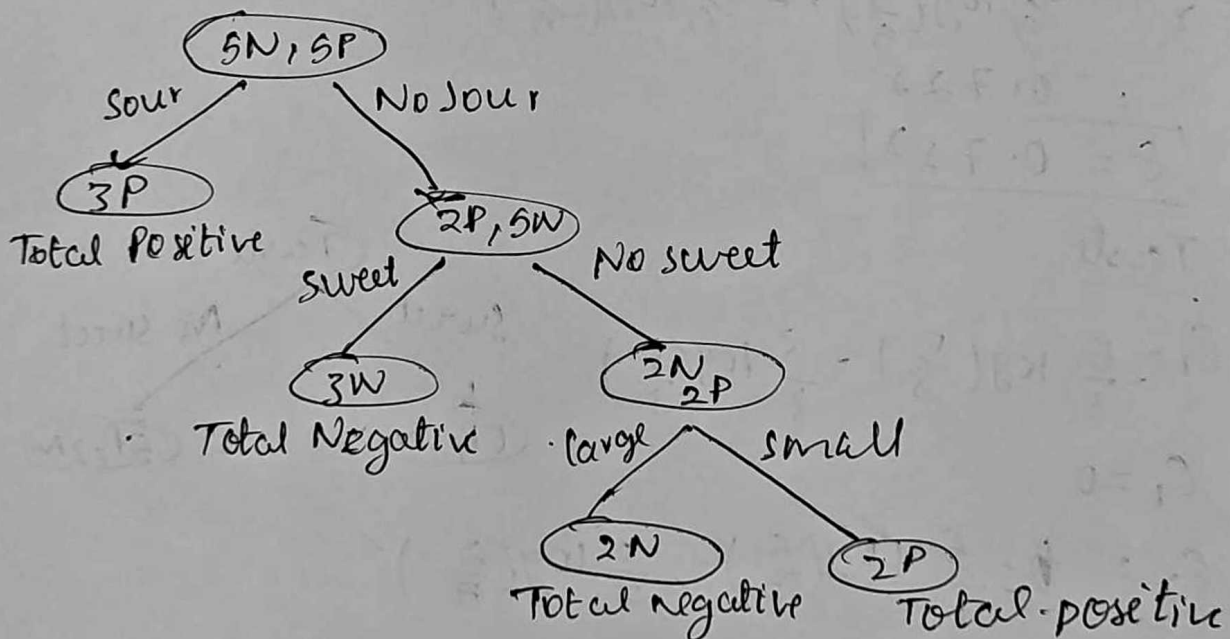 5N, 5P
Sour
No Sour
3P
Total Positive
2P, 5N
Sweet
No sweet
3N
Total Negative
2N
2P
large
small
2N
Total negative
2P
Total positive